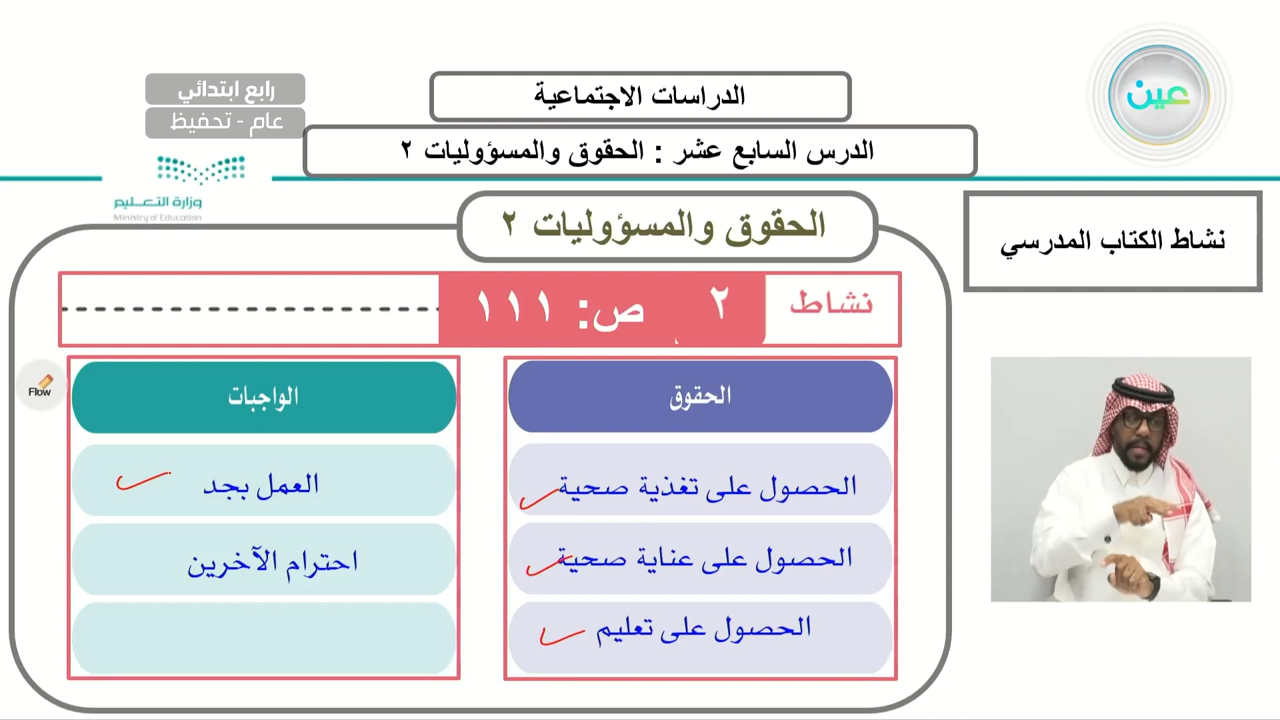 عين
رابع ابتدائي
عام - تحفيظ
وزارة التعليم
Ministry of Education
الدراسات الاجتماعية
الدرس السابع عشر : الحقوق والمسؤوليات ٢
نشاط الكتاب المدرسي
الحقوق والمسؤوليات ٢
نشاط ٢ ص: ١١١
الحقوق
الحصول على تغذية صحية
الحصول على عناية صحية
الحصول على تعليم
الواجبات
العمل بجد
احترام الآخرين
Flow